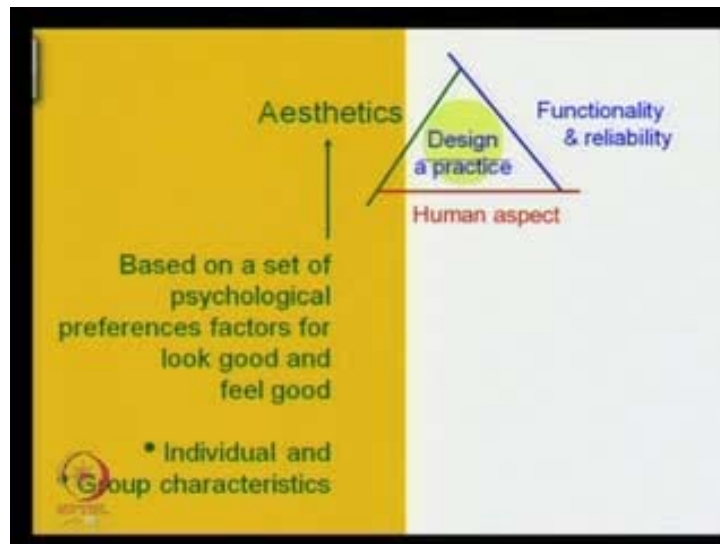 Aesthetics
Design
a practice
Functionality
& reliability
Human aspect
Based on a set of
psychological
preferences factors for
look good and
feel good
• Individual and
• Group characteristics